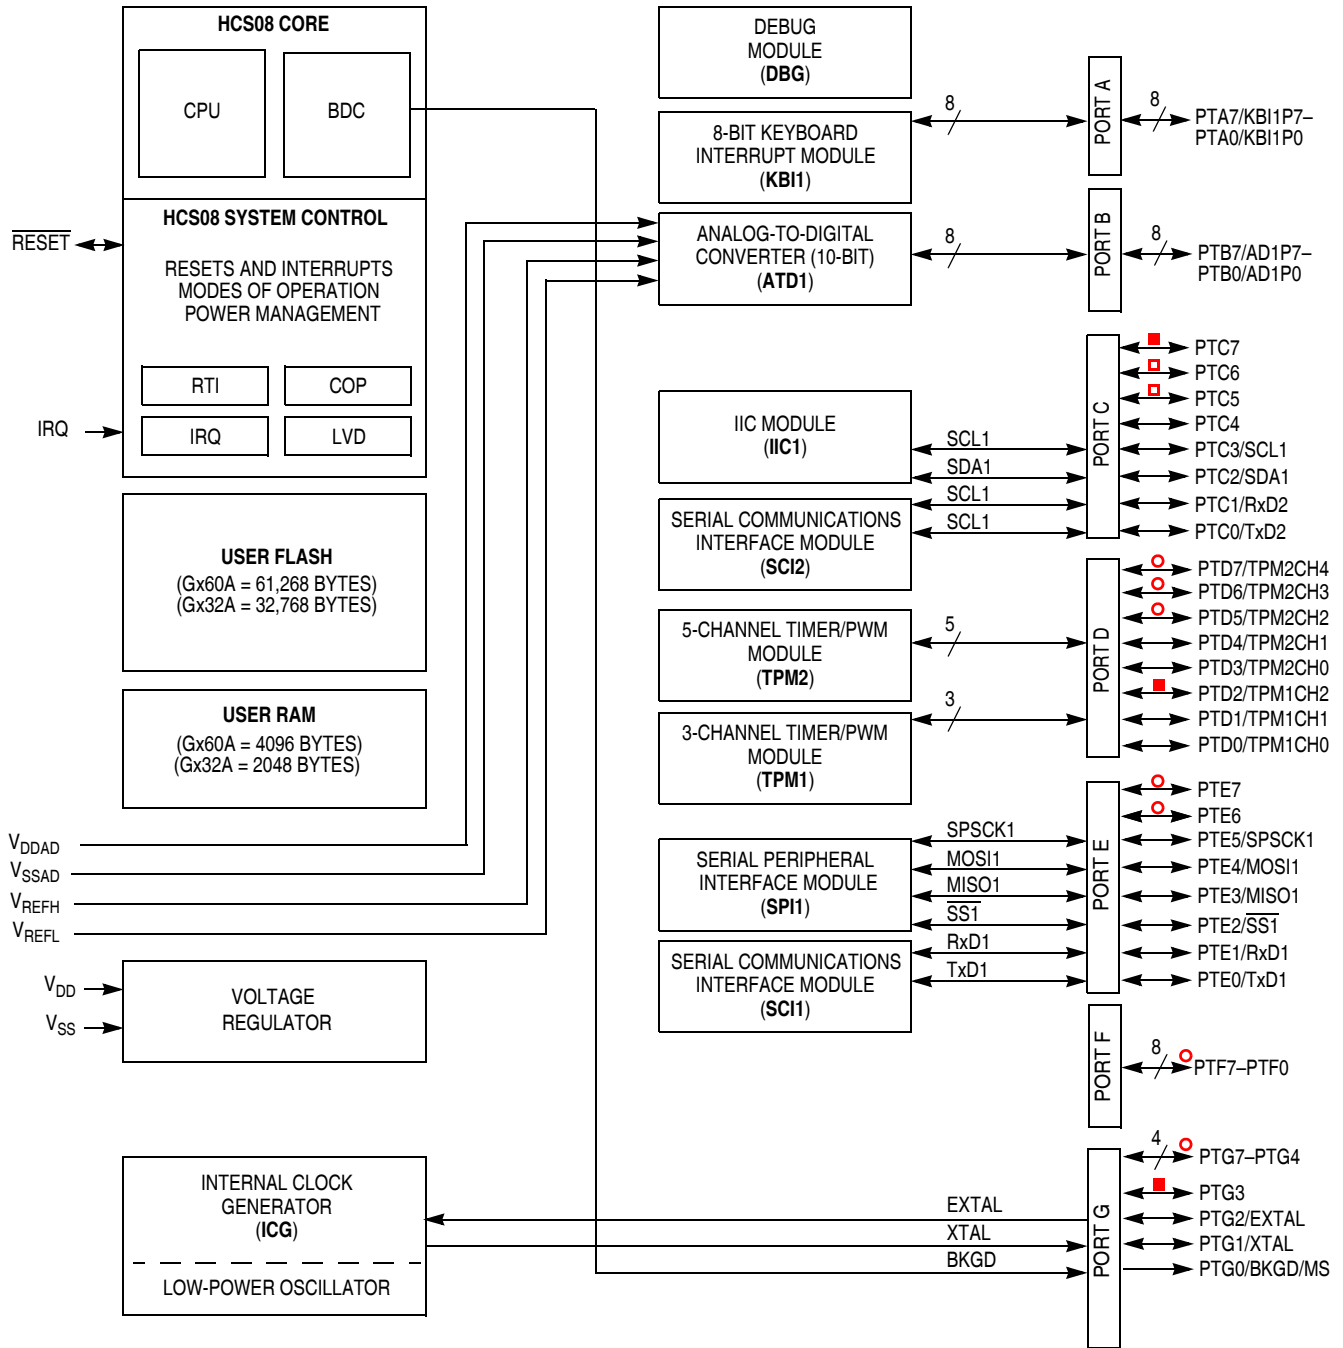 HCS08 CORE
CPU
BDC
HCS08 SYSTEM CONTROL
RESETS AND INTERRUPTS
MODES OF OPERATION
POWER MANAGEMENT
RTI
COP
IRQ
LVD
RESET
IRQ
USER FLASH
(Gx60A = 61,268 BYTES)
(Gx32A = 32,768 BYTES)
USER RAM
(Gx60A = 4096 BYTES)
(Gx32A = 2048 BYTES)
VDDAD
VSSAD
VREFH
VREFL
VDD
VSS
VOLTAGE
REGULATOR
INTERNAL CLOCK
GENERATOR
(ICG)
LOW-POWER OSCILLATOR
DEBUG
MODULE
(DBG)
8-BIT KEYBOARD
INTERRUPT MODULE
(KBI1)
8
ANALOG-TO-DIGITAL
CONVERTER (10-BIT)
(ATD1)
8
IIC MODULE
(IIC1)
SCL1
SDA1
SERIAL COMMUNICATIONS
INTERFACE MODULE
(SCI2)
SCL1
SCL1
5-CHANNEL TIMER/PWM
MODULE
(TPM2)
5
3-CHANNEL TIMER/PWM
MODULE
(TPM1)
3
SERIAL PERIPHERAL
INTERFACE MODULE
(SPI1)
SPSCK1
MOSI1
MISO1
SS1
SERIAL COMMUNICATIONS
INTERFACE MODULE
(SCI1)
RxD1
TxD1
EXTAL
XTAL
BKGD
PORT A
8
PTA7/KBI1P7–
PTA0/KBI1P0
PORT B
8
PTB7/AD1P7–
PTB0/AD1P0
PORT C
PTC7
PTC6
PTC5
PTC4
PTC3/SCL1
PTC2/SDA1
PTC1/RxD2
PTC0/TxD2
PORT D
PTD7/TPM2CH4
PTD6/TPM2CH3
PTD5/TPM2CH2
PTD4/TPM2CH1
PTD3/TPM2CH0
PTD2/TPM1CH2
PTD1/TPM1CH1
PTD0/TPM1CH0
PORT E
PTE7
PTE6
PTE5/SPSCK1
PTE4/MOSI1
PTE3/MISO1
PTE2/SS1
PTE1/RxD1
PTE0/TxD1
PORT F
8
PTF7–PTF0
PORT G
4
PTG7–PTG4
PTG3
PTG2/EXTAL
PTG1/XTAL
PTG0/BKGD/MS